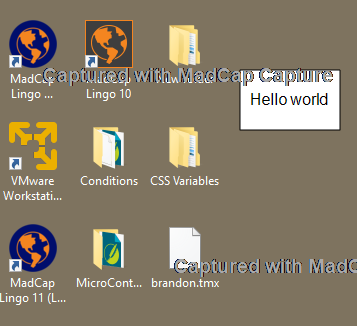 MadCap
Lingo ...
MadCap
Lingo 10
Captured with MadCap Capture
Hello world
VMware
Workstati...
Conditions
CSS Variables
MadCap
Lingo 11 (L...
MicroCont...
brandon.tmx
Captured with MadC